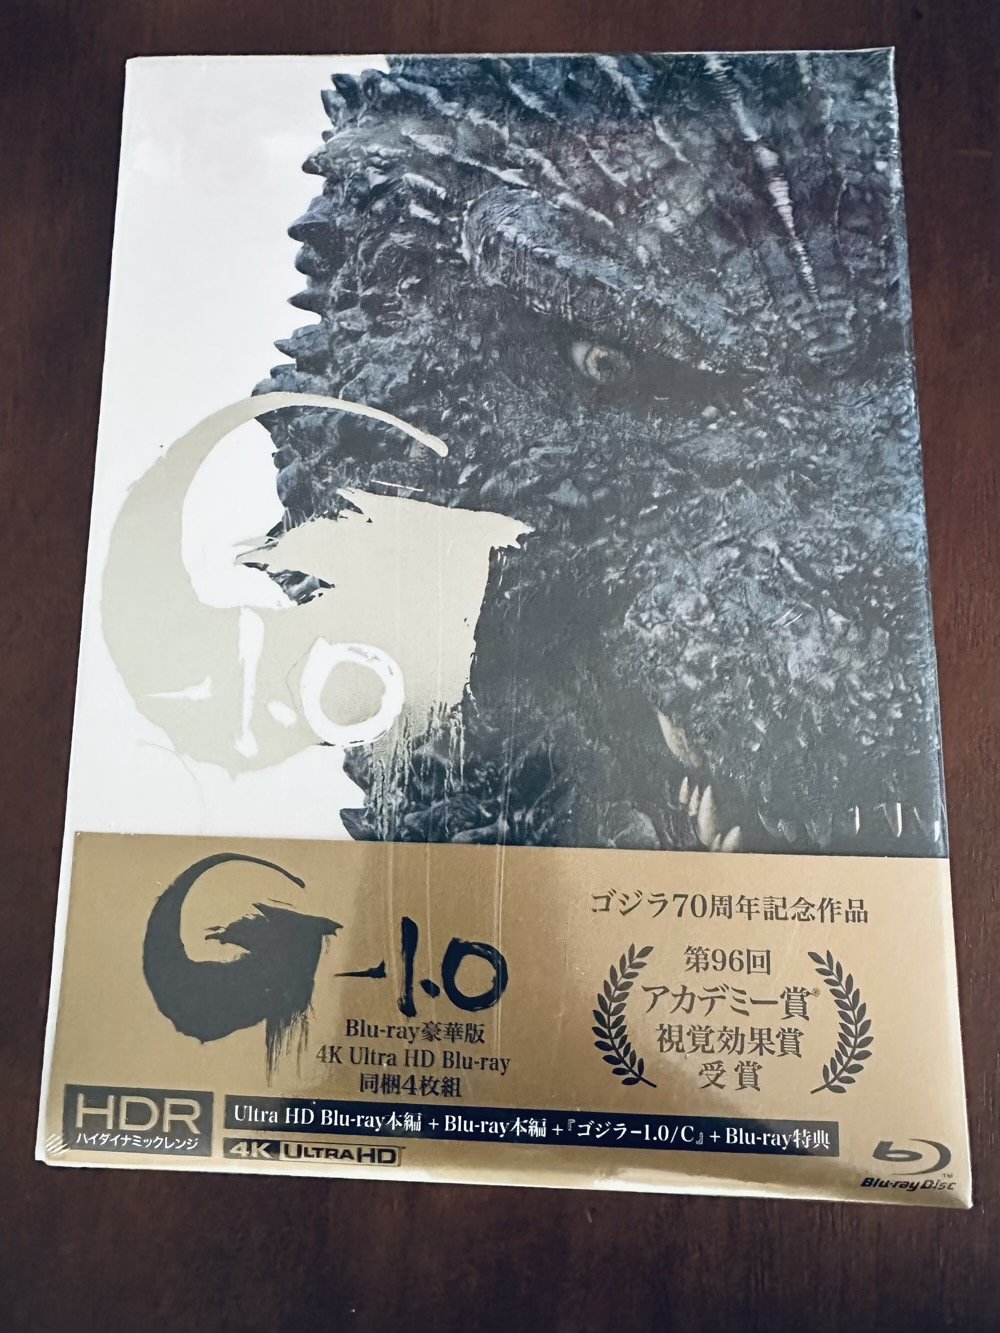 G
-1.0
G-1.0
Blu-ray豪華版
4K Ultra HD Blu-ray
同梱4枚組
ゴジラ70周年記念作品
第96回
アカデミー賞®
視覚効果賞
受賞
HDR
ハイダイナミックレンジ
Ultra HD Blu-ray本編 + Blu-ray本編 +『ゴジラ-1.0/C』+ Blu-ray特典
4K ULTRA HD
Blu-ray Disc™